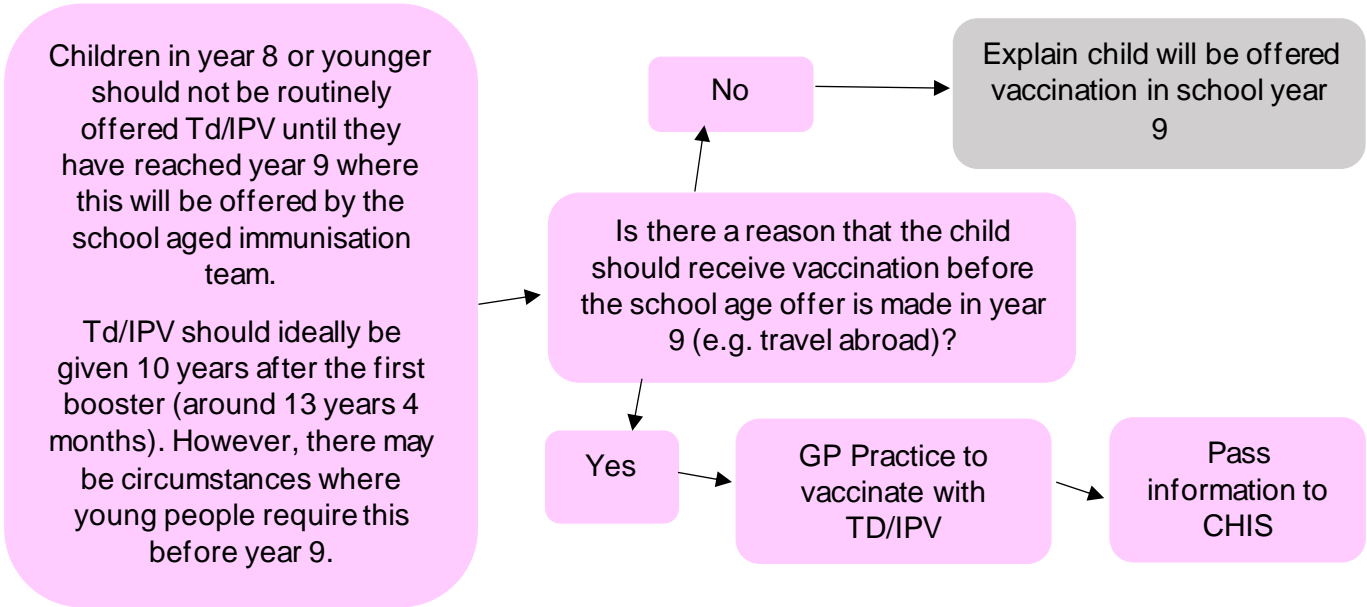 Children in year 8 or younger
should not be routinely
offered Td/IPV until they
have reached year 9 where
this will be offered by the
school aged immunisation
team.
Td/IPV should ideally be
given 10 years after the first
booster (around 13 years 4
months). However, there may
be circumstances where
young people require this
before year 9.
Is there a reason that the child
should receive vaccination before
the school age offer is made in year
9 (e.g. travel abroad)?
No
Explain child will be offered
vaccination in school year
9
Yes
GP Practice to
vaccinate with
TD/IPV
Pass
information to
CHIS